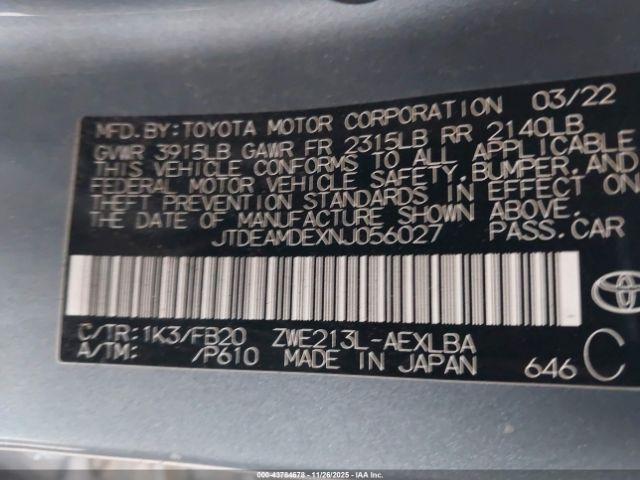 MFD.BY:TOYOTA MOTOR CORPORATION 03/22
GVWR 3915LB GAWR FR 2315LB RR 2140LB
THIS VEHICLE CONFORMS TO ALL APPLICABLE
FEDERAL MOTOR VEHICLE SAFETY,BUMPER,AND
THEFT PREVENTION STANDARDS IN EFFECT ON
THE DATE OF MANUFACTURE SHOWN ABOVE.
JTDEAMDEXNJ056027 PASS.CAR
C/TR:1K3/FB20 ZWE213L-AEXLBA
A/TM: /P610 MADE IN JAPAN 646 C
000-43784678 | 11/26/2025 | IAA Inc.